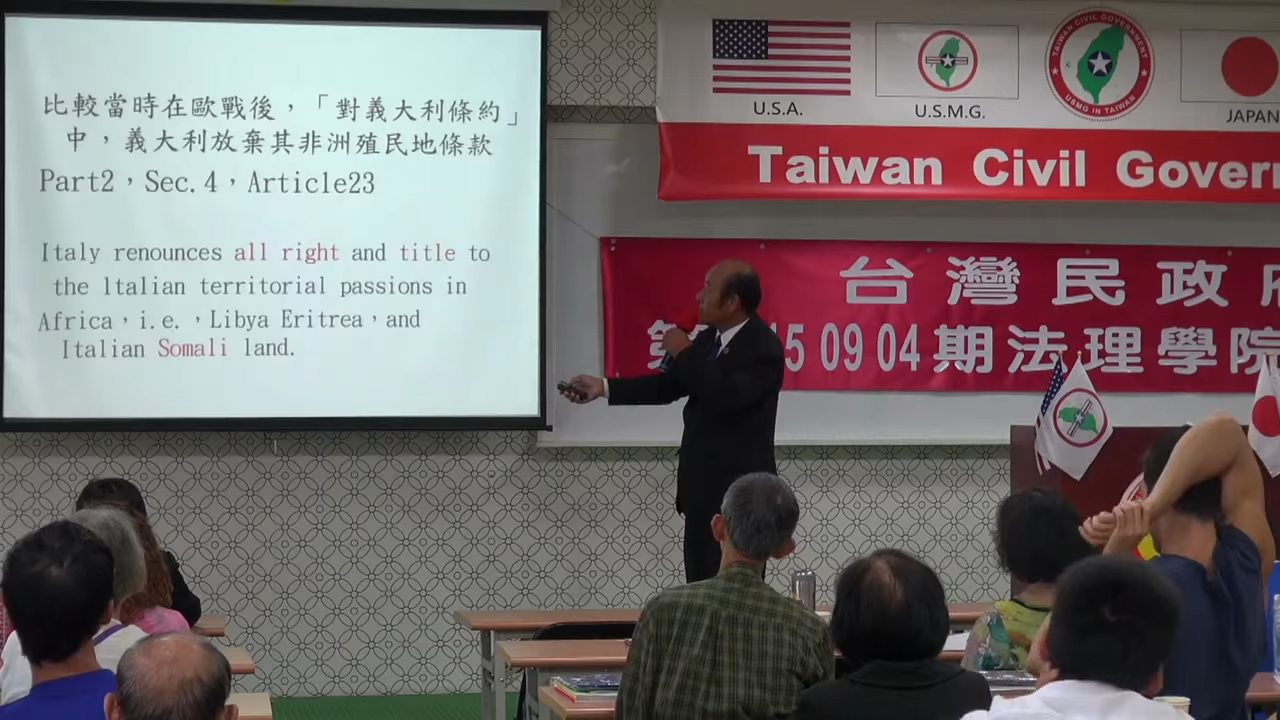 比較當時在歐戰後，「對義大利條約」
中，義大利放棄其非洲殖民地條款
Part2，Sec.4，Article23
Italy renounces all right and title to
the ltalian territorial passions in
Africa，i.e.，Libya Eritrea，and
Italian Somali land.
U.S.A.
U.S.M.G.
TAIWAN CIVIL GOVERNMENT
USMG IN TAIWAN
JAPAN
Taiwan Civil Govern
台灣民政府
第 15 09 04 期法理學院